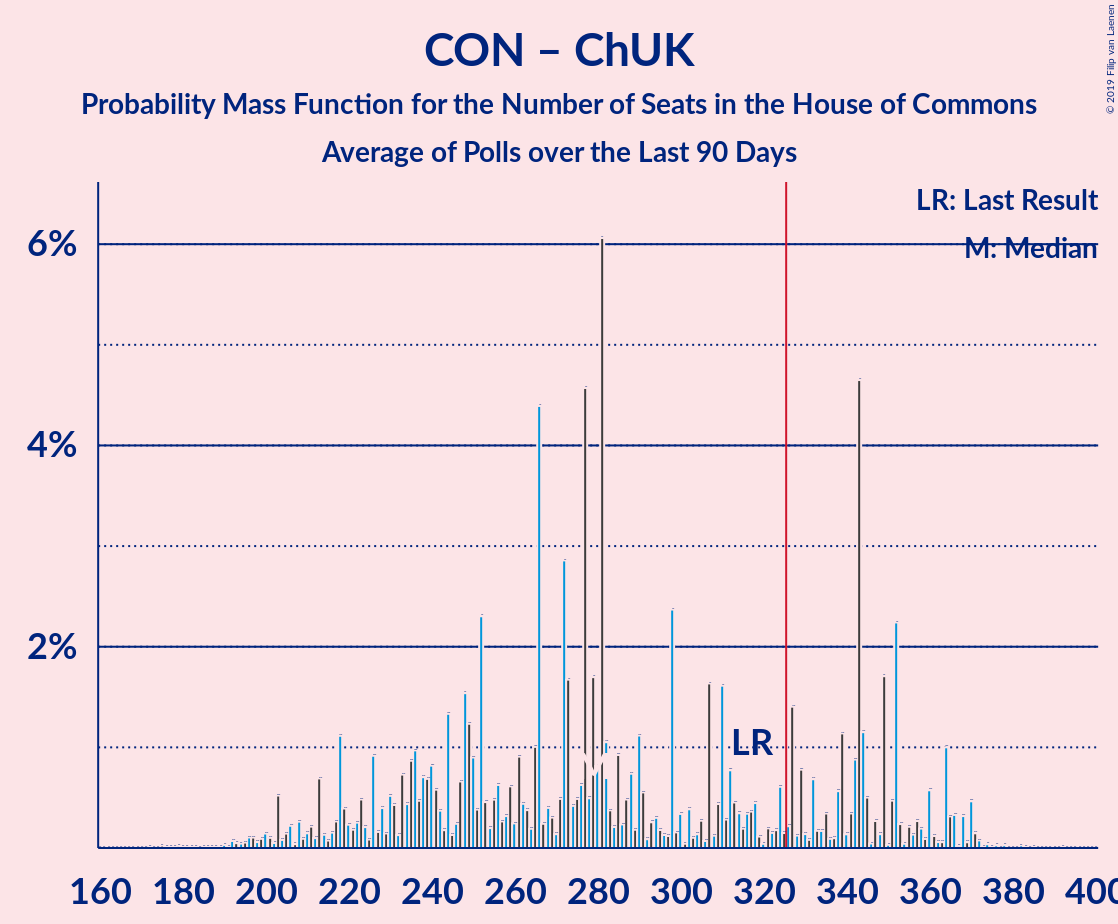 CON – ChUK
Probability Mass Function for the Number of Seats in the House of Commons
Average of Polls over the Last 90 Days
© 2019 Filip van Laenen
LR: Last Result
M: Median
6%
4%
2%
LR
160 180 200 220 240 260 280 300 320 340 360 380 400